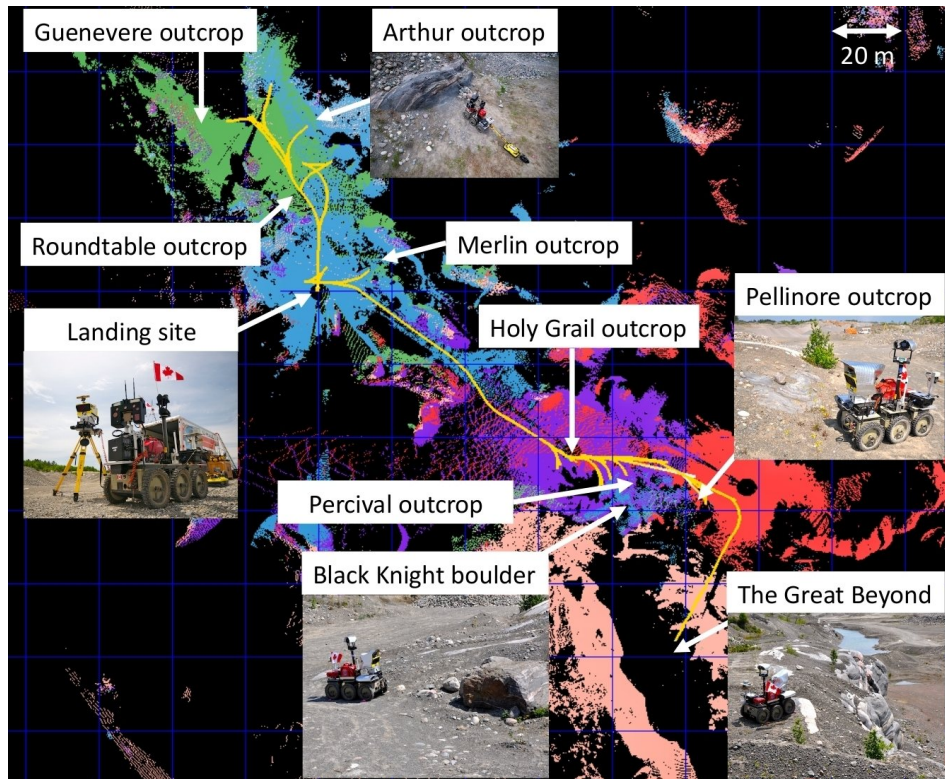 Guenevere outcrop
Arthur outcrop
20 m
Roundtable outcrop
Merlin outcrop
Pellinore outcrop
Landing site
Holy Grail outcrop
Percival outcrop
Black Knight boulder
The Great Beyond